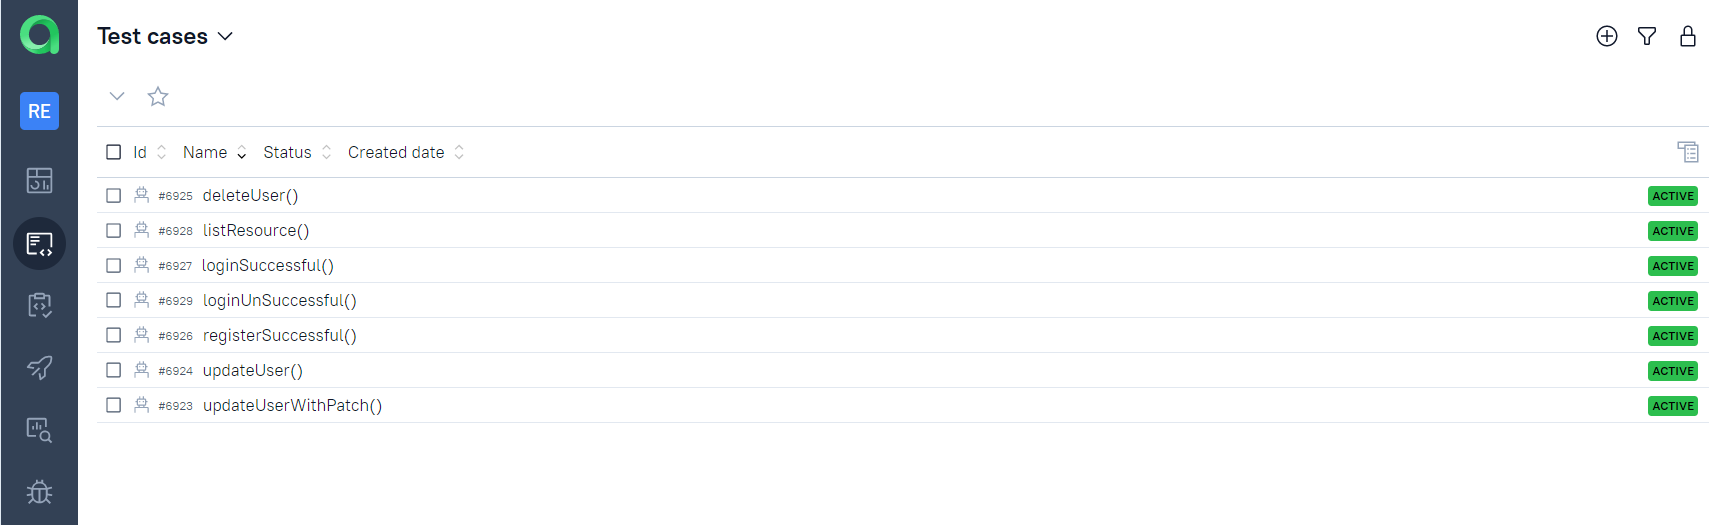 Test cases
RE
Id Name Status Created date
#6925 deleteUser() ACTIVE
#6928 listResource() ACTIVE
#6927 loginSuccessful() ACTIVE
#6929 loginUnSuccessful() ACTIVE
#6926 registerSuccessful() ACTIVE
#6924 updateUser() ACTIVE
#6923 updateUserWithPatch() ACTIVE